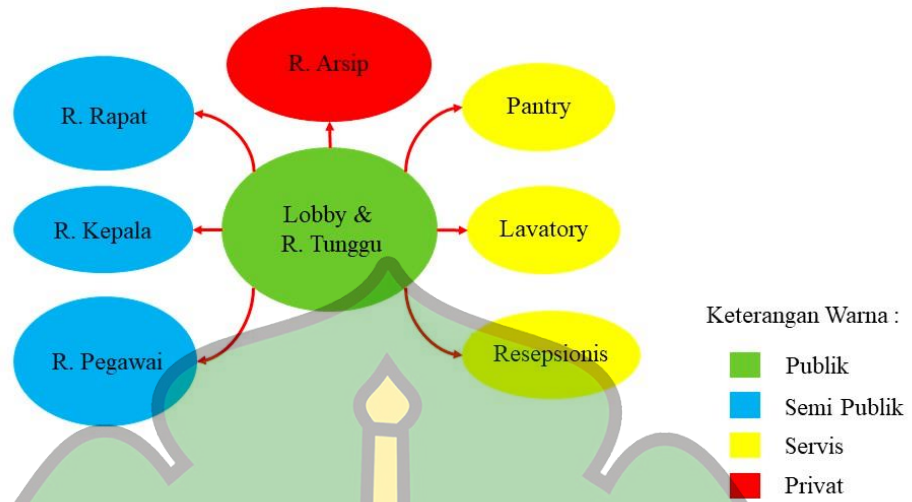 R. Arsip
R. Rapat
Pantry
R. Kepala
Lobby &
R. Tunggu
Lavatory
R. Pegawai
Resepsionis
Keterangan Warna :
Publik
Semi Publik
Servis
Privat